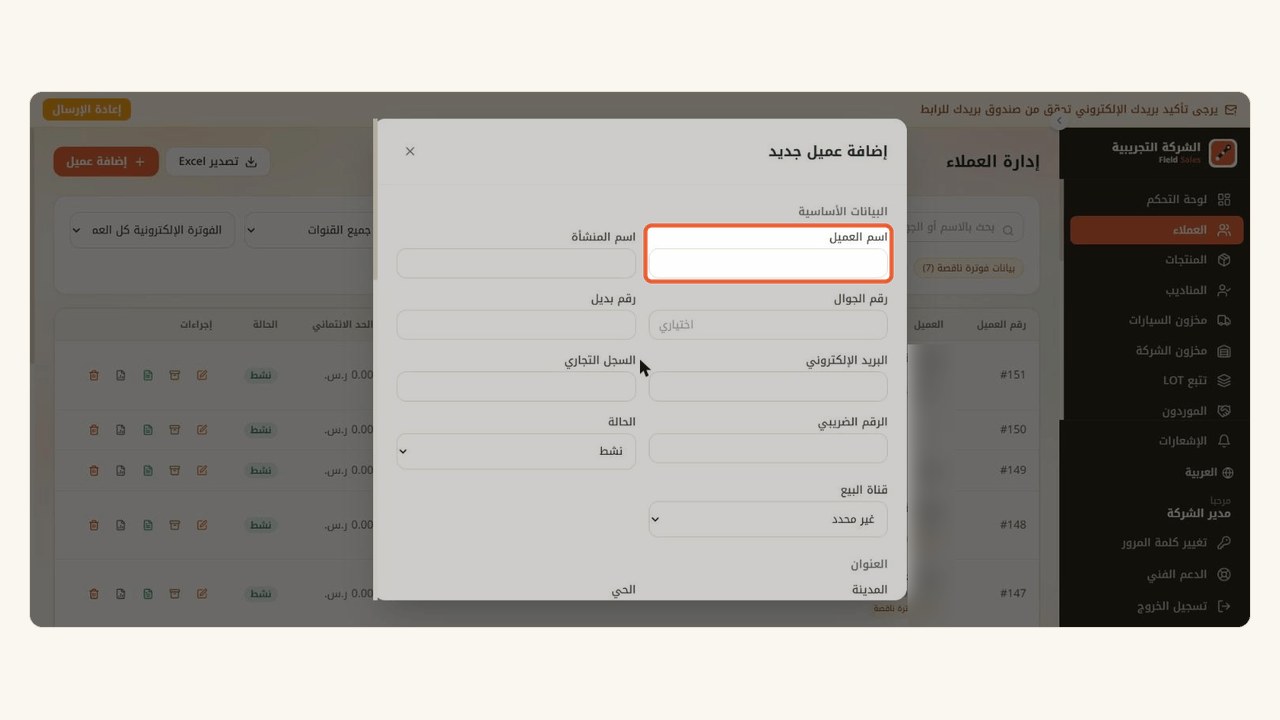 يرجى تأكيد بريدك الإلكتروني تحقق من صندوق بريدك للرابط
إعادة الإرسال
الشركة التجريبية
Field Sales
لوحة التحكم
العملاء
المنتجات
المناديب
مخزون السيارات
مخزون الشركة
تتبع LOT
الموردون
الإشعارات
العربية
مرحبا
مدير الشركة
تغيير كلمة المرور
الدعم الفني
تسجيل الخروج
إدارة العملاء
تصدير Excel
+ إضافة عميل
بحث بالاسم أو
جميع القنوات
الفوترة الإلكترونية كل العم
بيانات فوترة ناقصة (7)
رقم العميل العميل الحد الائتماني الحالة إجراءات
#151 0.00 ر.س. نشط
#150 0.00 ر.س. نشط
#149 0.00 ر.س. نشط
#148 0.00 ر.س. نشط
#147 0.00 ر.س. نشط
إضافة عميل جديد
البيانات الأساسية
اسم العميل اسم المنشأة
رقم الجوال رقم بديل
اختياري
البريد الإلكتروني السجل التجاري
الرقم الضريبي الحالة
نشط
قناة البيع
غير محدد
العنوان
المدينة الحي